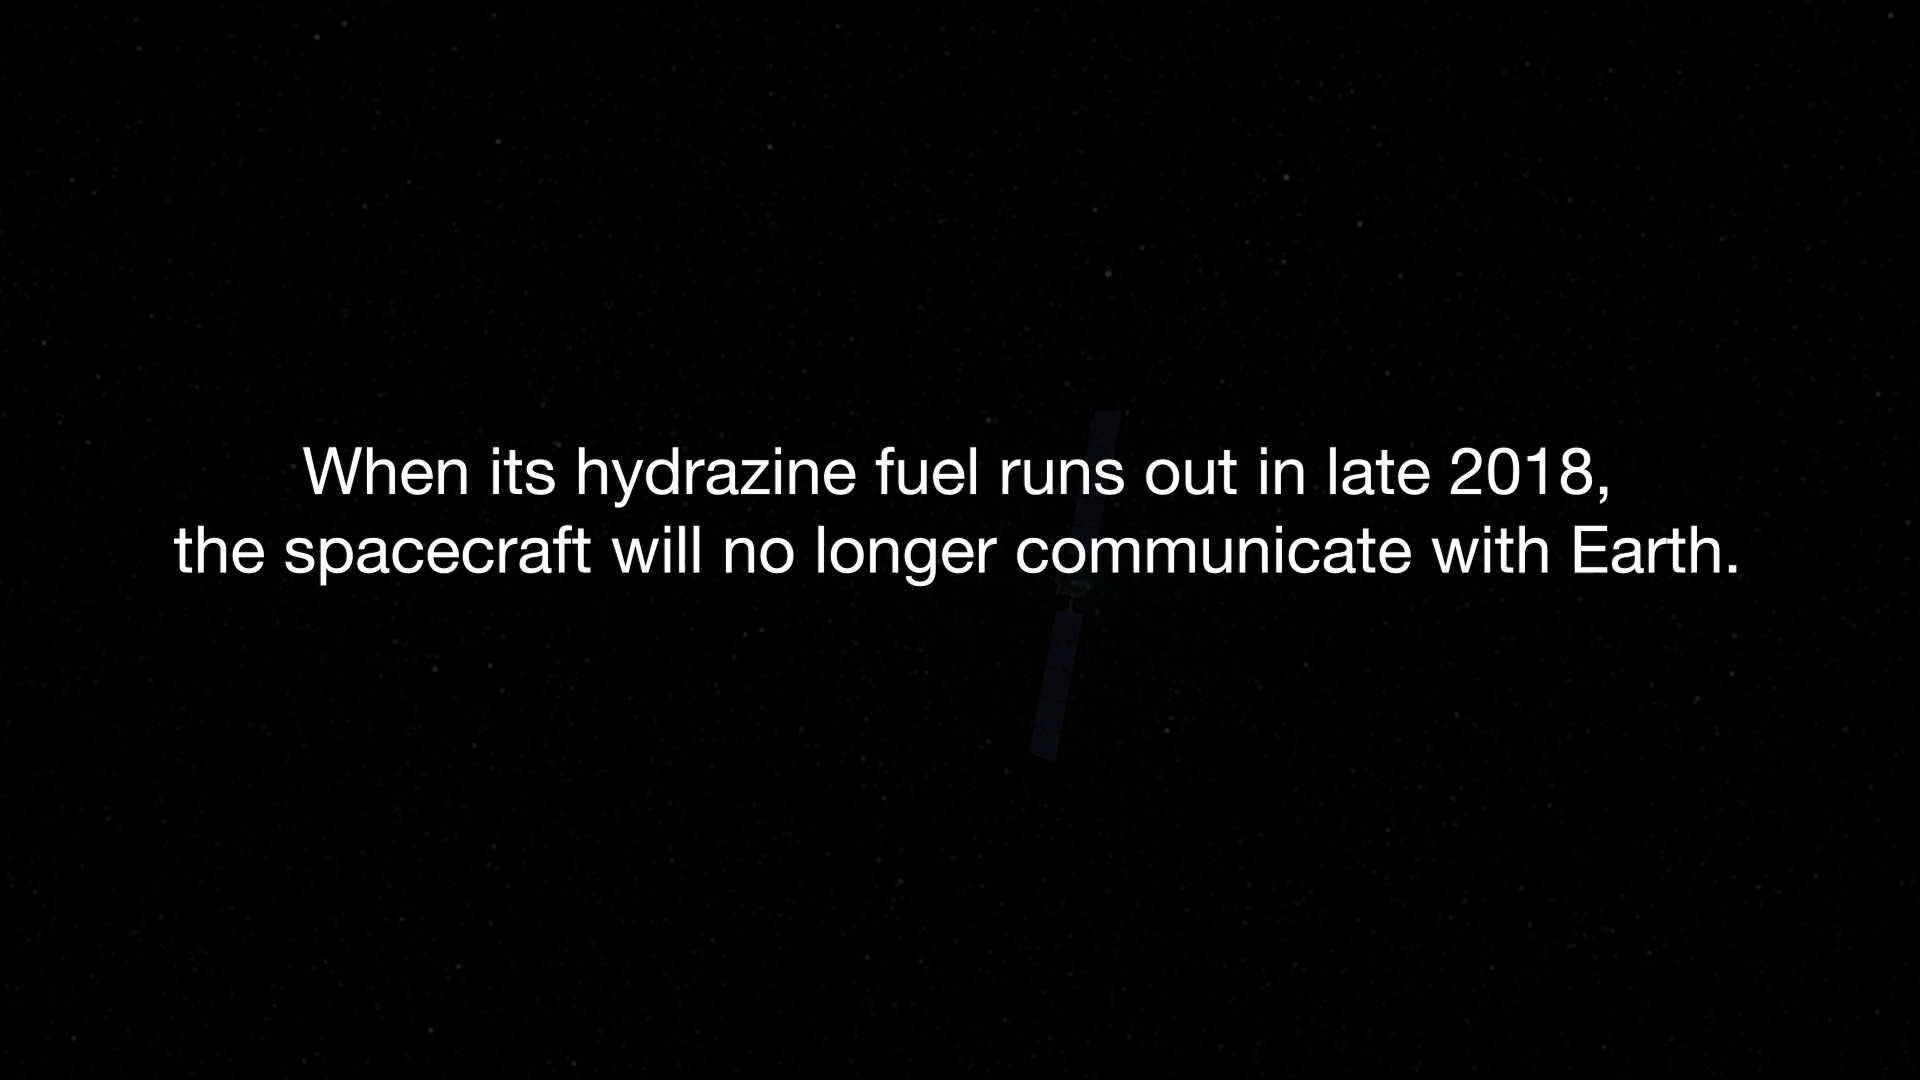 When its hydrazine fuel runs out in late 2018,
the spacecraft will no longer communicate with Earth.